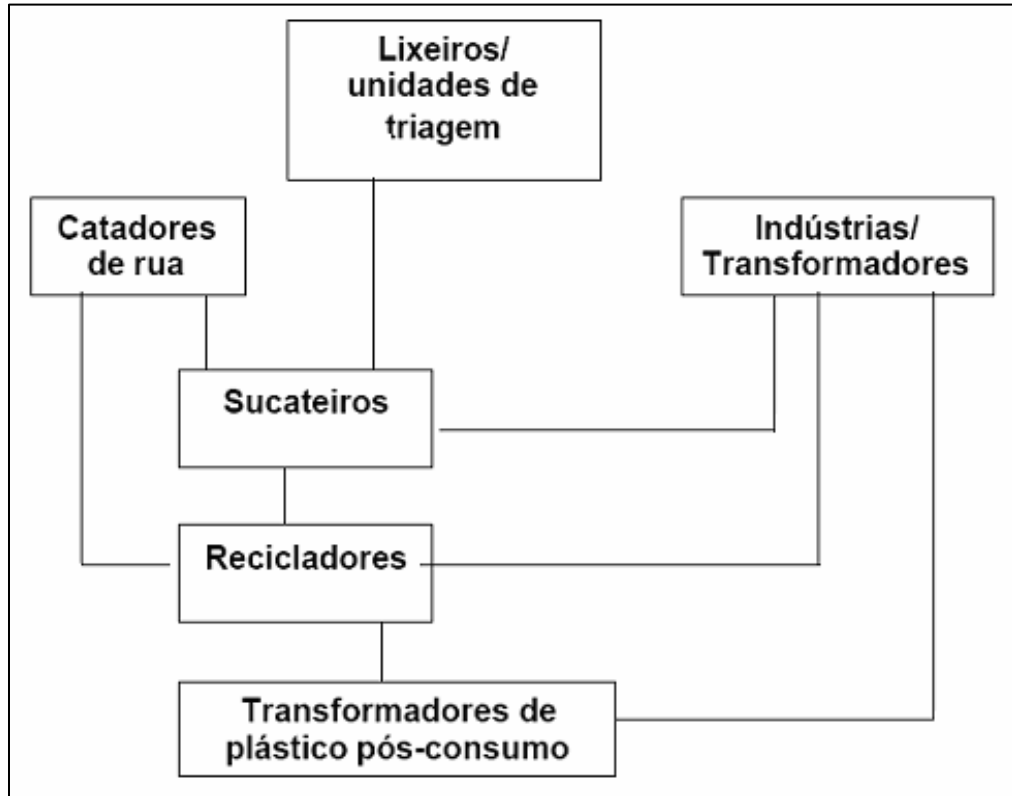 Lixeiros/
unidades de
triagem
Catadores
de rua
Indústrias/
Transformadores
Sucateiros
Recicladores
Transformadores de
plástico pós-consumo